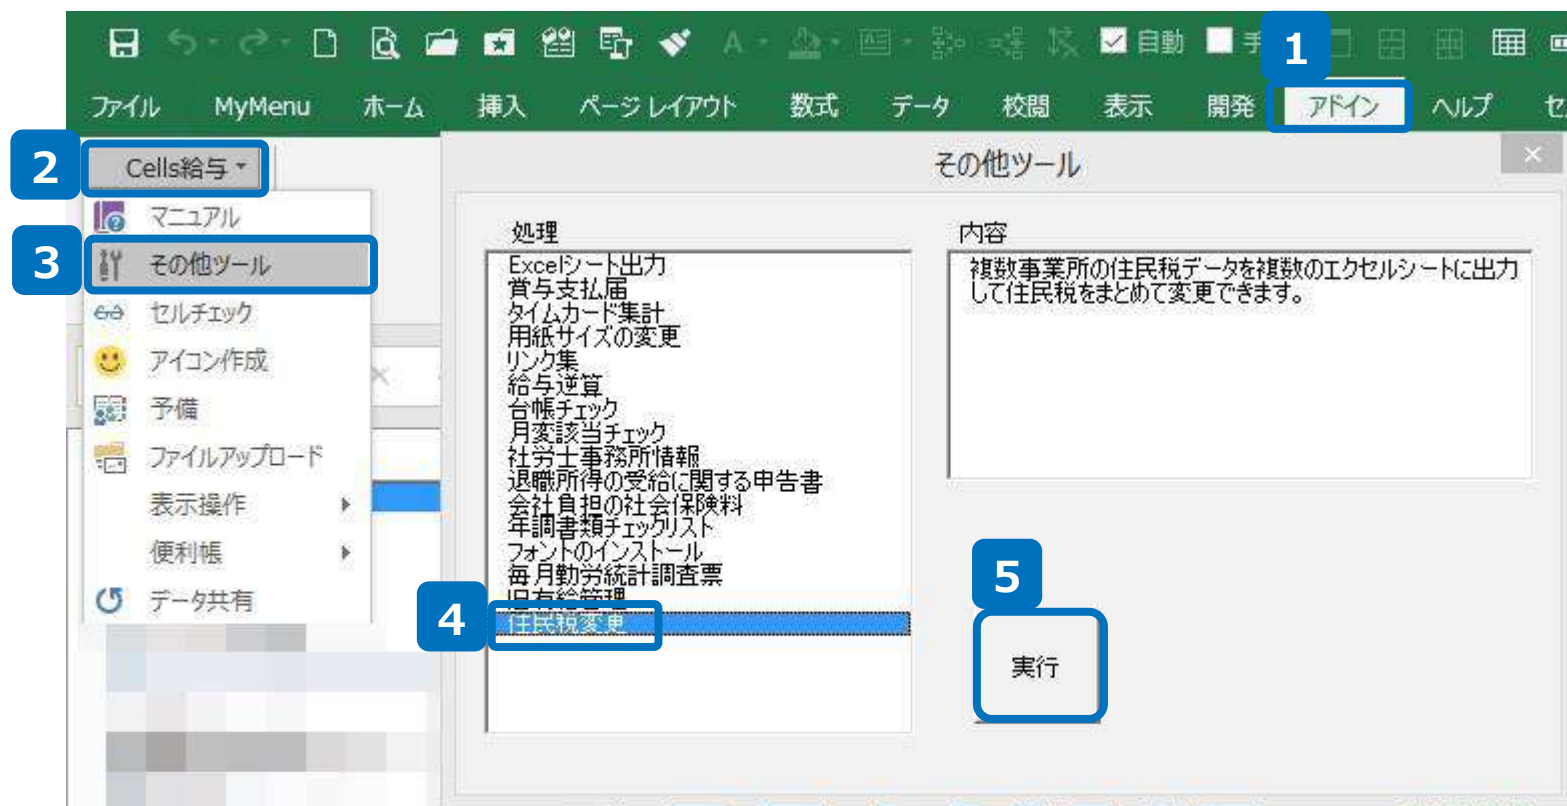 自動 手
1
ファイル MyMenu ホーム 挿入 ページ レイアウト 数式 データ 校閲 表示 開発 アドイン ヘルプ
2
Cells給与
マニュアル
3
その他ツール
セルチェック
アイコン作成
予備
ファイルアップロード
表示操作
便利帳
データ共有
その他ツール
処理
Excelシート出力
賞与支払届
タイムカード集計
用紙サイズの変更
リンク集
給与逆算
台帳チェック
月変該当チェック
社労士事務所情報
退職所得の受給に関する申告書
会社負担の社会保険料
年調書類チェックリスト
フォントのインストール
毎月勤労統計調査票
旧有給管理
4
住民税変更
内容
複数事業所の住民税データを複数のエクセルシートに出力
して住民税をまとめて変更できます。
5
実行